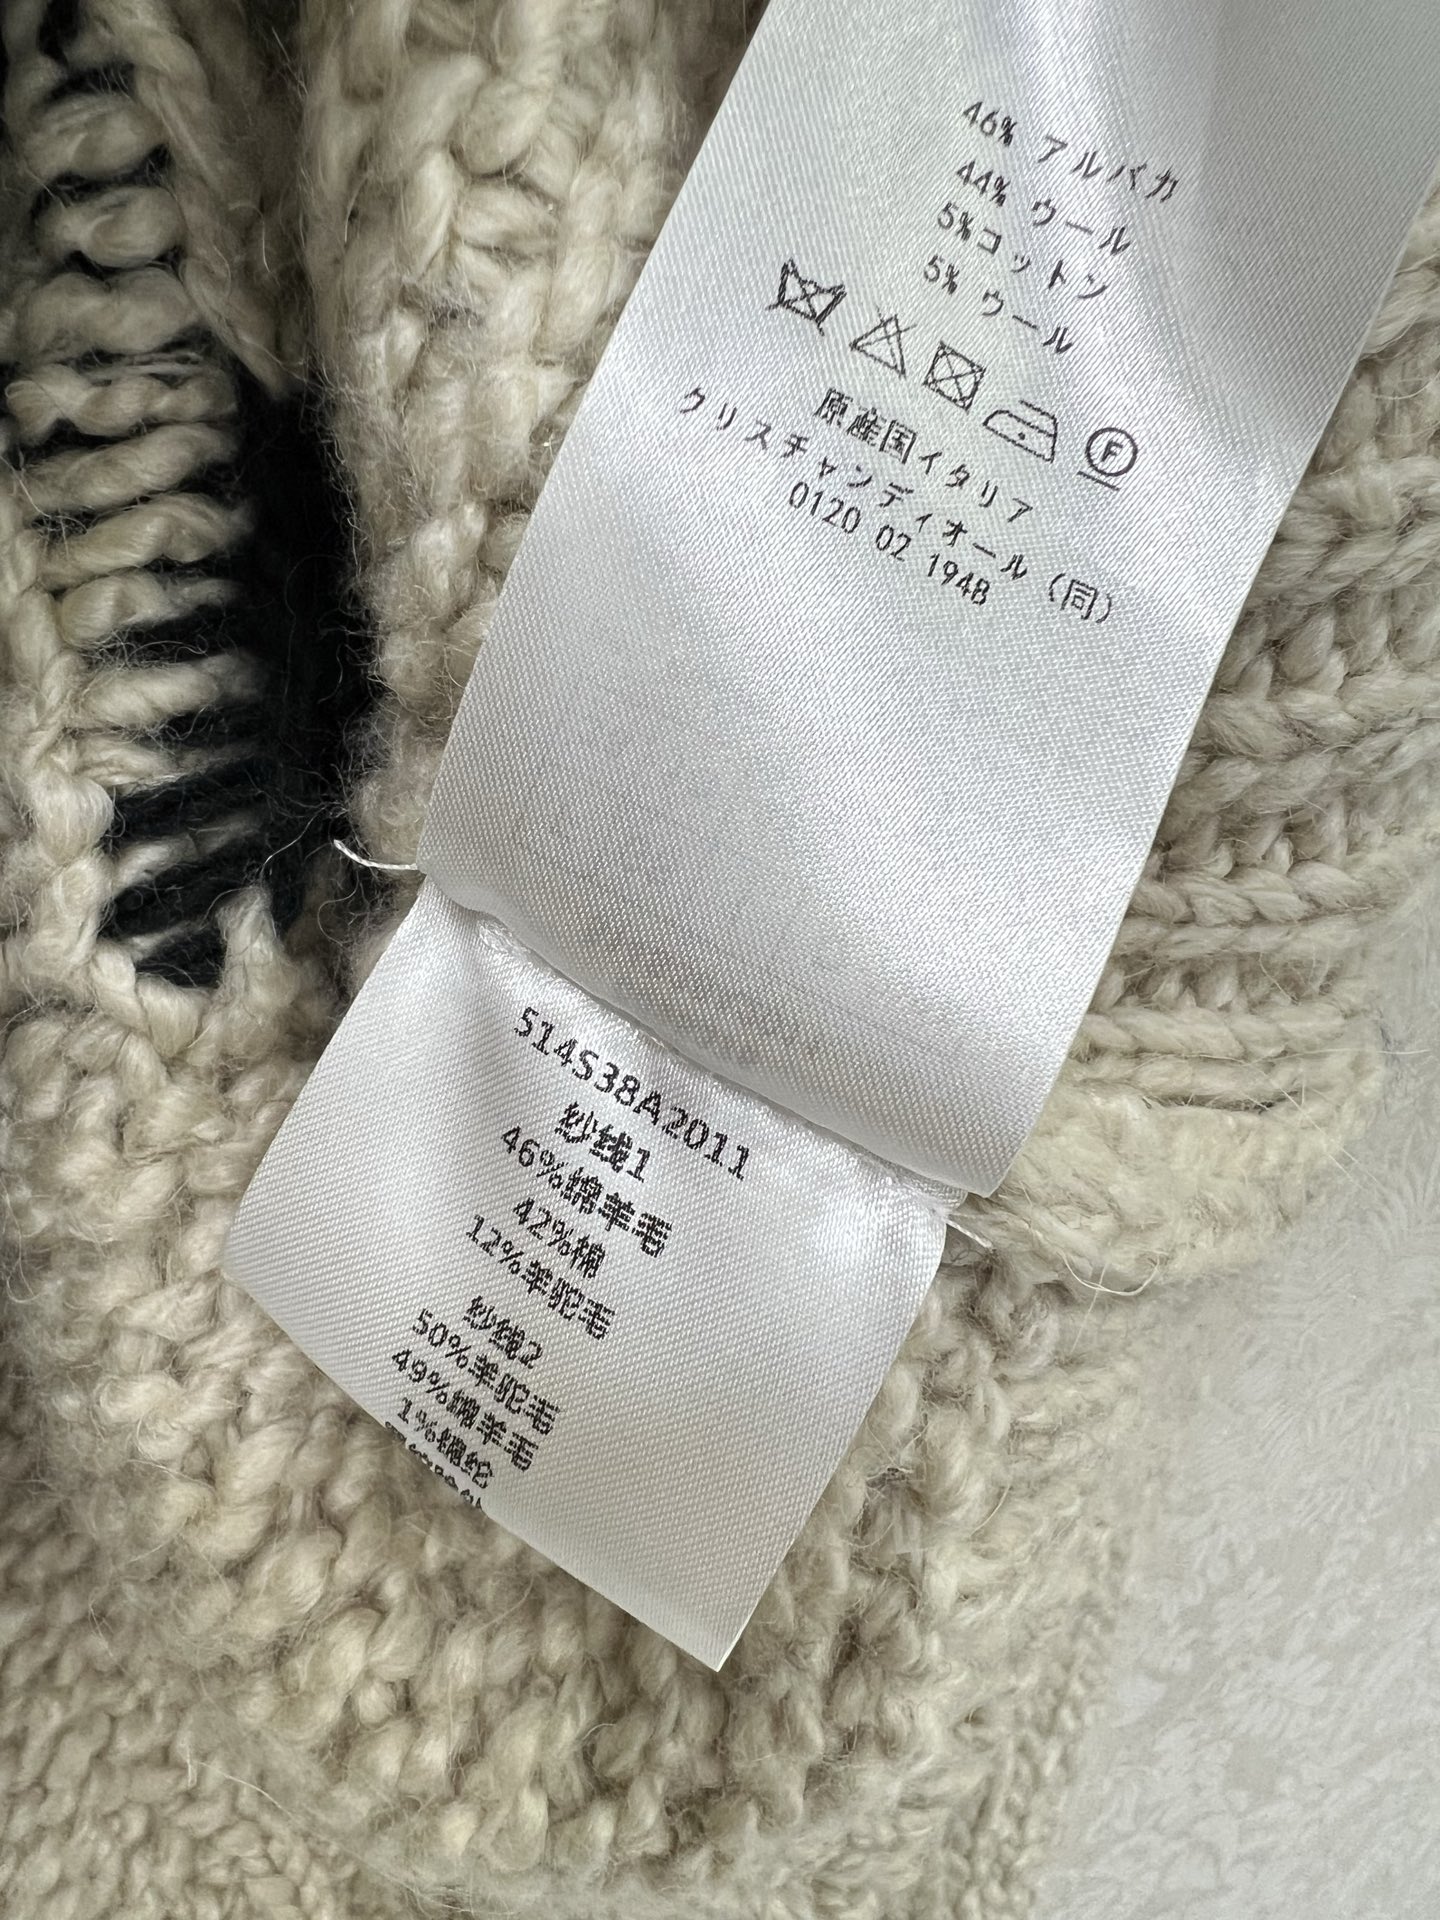 46% アルパカ
44% ウール
5%コットン
5% ウール
F
原産国イタリア
クリスチャンディオール (同)
0120 02 1948
514S38A2011
纱线1
46%绵羊毛
42%棉
12%羊驼毛
纱线2
50%羊驼毛
49%绵羊毛
1%锦纶